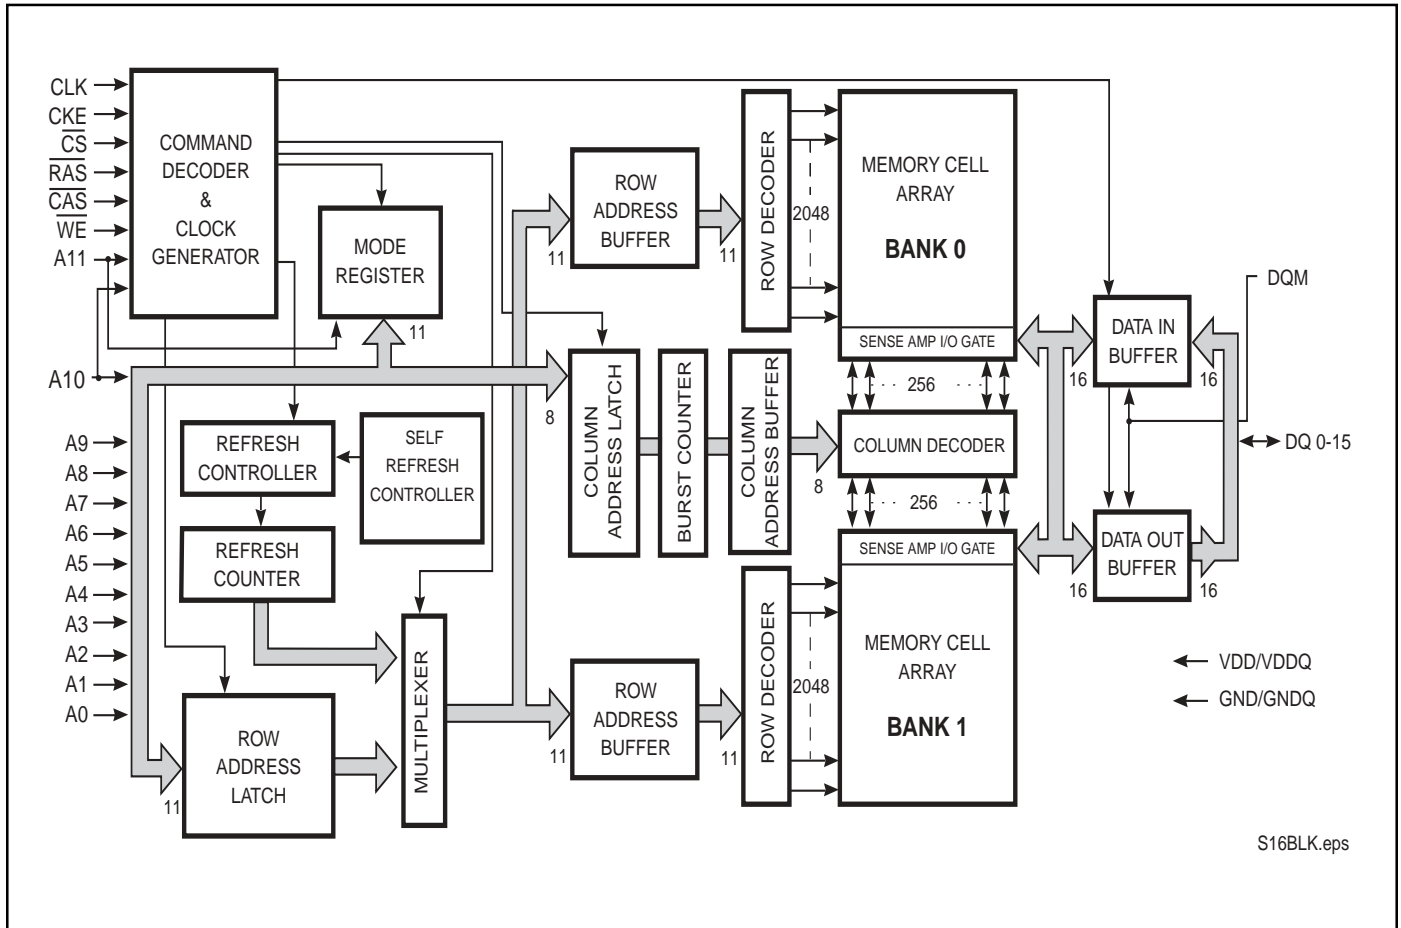 CLK
CKE
CS
RAS
CAS
WE
A11
A10
A9
A8
A7
A6
A5
A4
A3
A2
A1
A0
COMMAND
DECODER
&
CLOCK
GENERATOR
MODE
REGISTER
11
REFRESH
CONTROLLER
SELF
REFRESH
CONTROLLER
REFRESH
COUNTER
ROW
ADDRESS
LATCH
11
MULTIPLEXER
ROW
ADDRESS
BUFFER
11
11
ROW DECODER
2048
MEMORY CELL
ARRAY
BANK 0
SENSE AMP I/O GATE
256
8
COLUMN
ADDRESS LATCH
BURST COUNTER
COLUMN
ADDRESS BUFFER
8
COLUMN DECODER
256
SENSE AMP I/O GATE
MEMORY CELL
ARRAY
BANK 1
ROW
ADDRESS
BUFFER
11
11
ROW DECODER
2048
DQM
DATA IN
BUFFER
16
16
DQ 0-15
DATA OUT
BUFFER
16
16
VDD/VDDQ
GND/GNDQ
S16BLK.eps